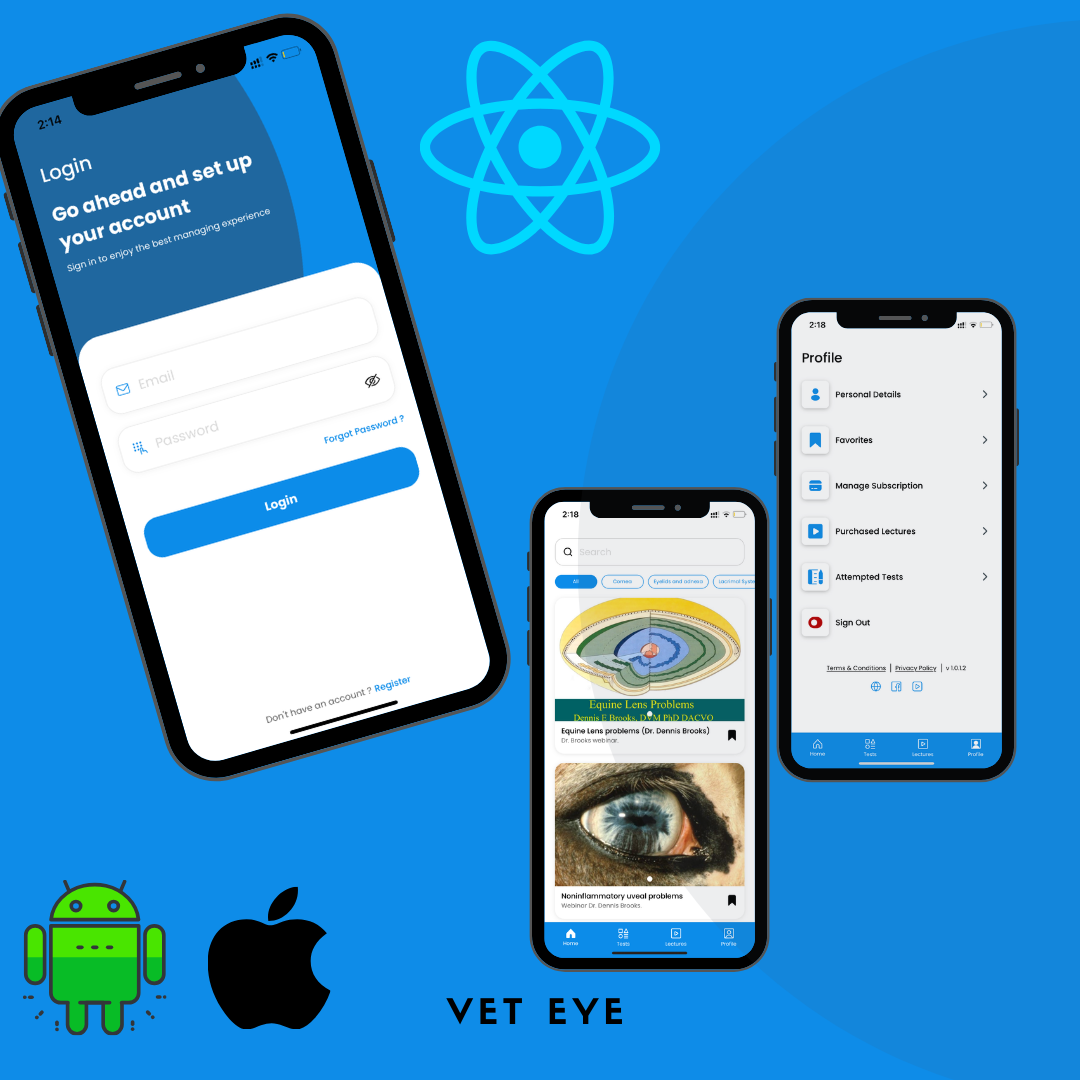 2:14
Login
Go ahead and set up
your account
Sign in to enjoy the best managing experience
Email
Password
Forgot Password ?
Login
Don't have an account ? Register
2:18
Profile
Personal Details
Favorites
Manage Subscription
Purchased Lectures
Attempted Tests
Sign Out
Terms & Conditions | Privacy Policy | v 1.0.1.2
Home Tests Lectures Profile
2:18
Search
All Cornea Eyelids and adnexa Lacrimal Syste
Equine Lens Problems
Dennis E Brooks, DVM PhD DACVO
Equine Lens problems (Dr. Dennis Brooks)
Dr. Brooks webinar.
Noninflammatory uveal problems
Webinar Dr. Dennis Brooks
Home Tests Lectures Profile
VET EYE